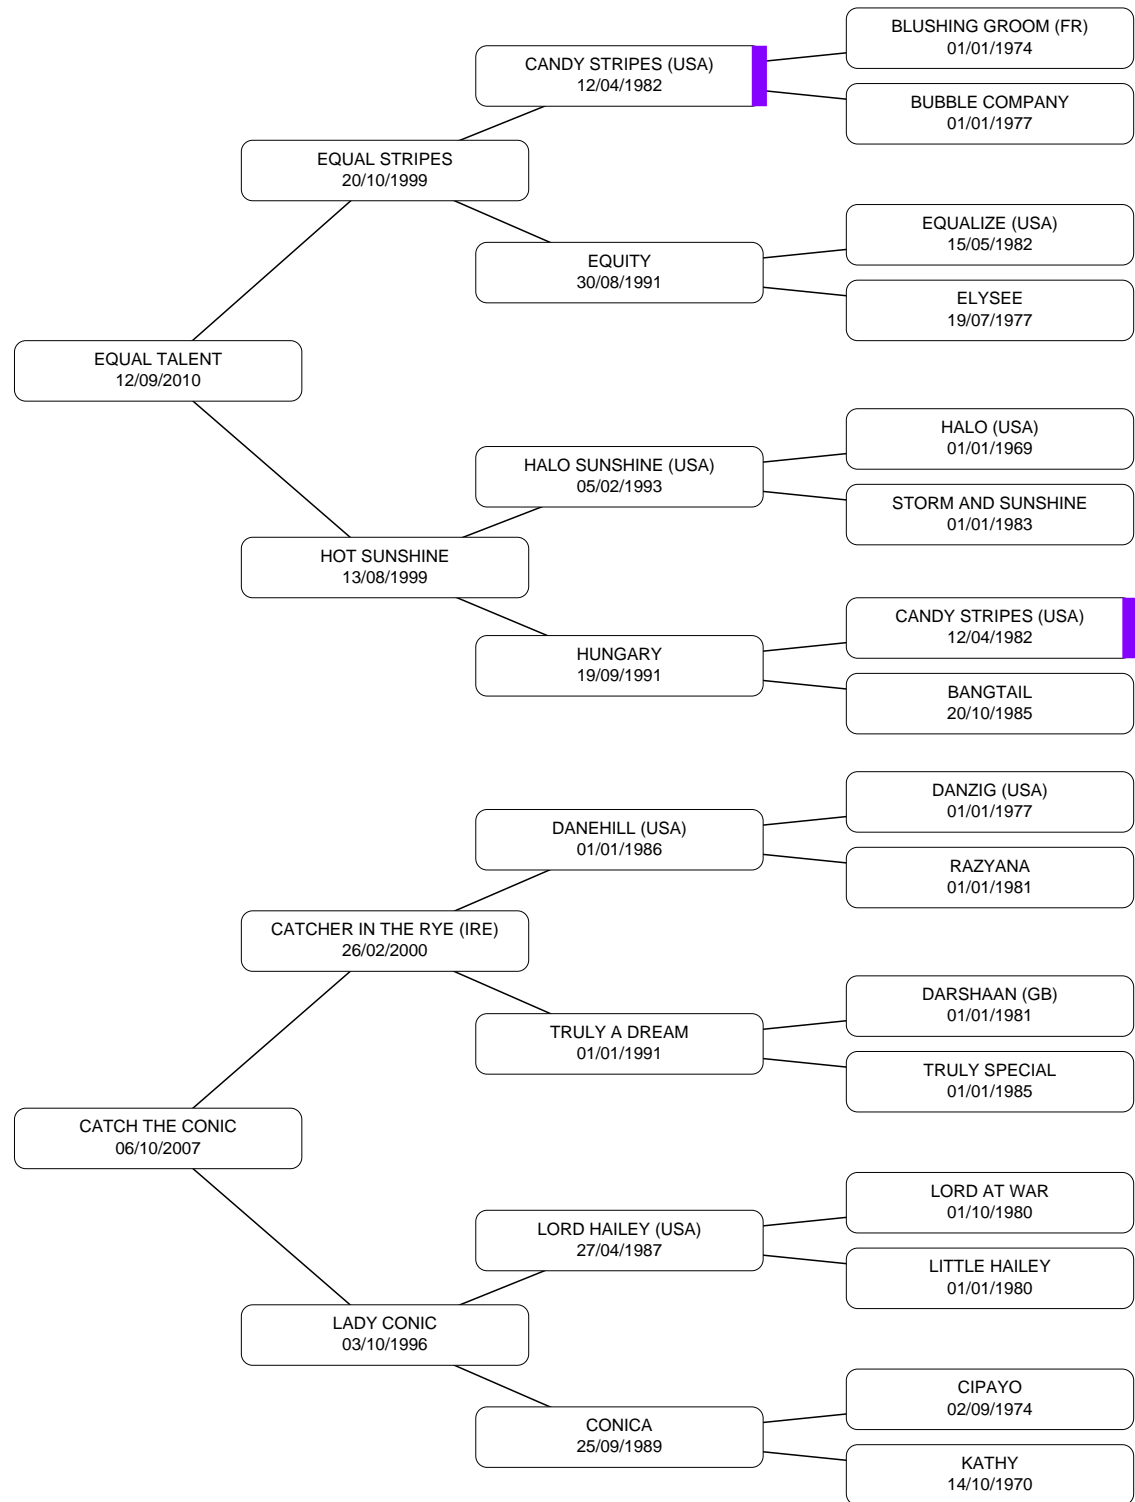 BLUSHING GROOM (FR)
01/01/1974
CANDY STRIPES (USA)
12/04/1982
BUBBLE COMPANY
01/01/1977
EQUAL STRIPES
20/10/1999
EQUALIZE (USA)
15/05/1982
EQUITY
30/08/1991
ELYSEE
19/07/1977
EQUAL TALENT
12/09/2010
HALO (USA)
01/01/1969
HALO SUNSHINE (USA)
05/02/1993
STORM AND SUNSHINE
01/01/1983
HOT SUNSHINE
13/08/1999
CANDY STRIPES (USA)
12/04/1982
HUNGARY
19/09/1991
BANGTAIL
20/10/1985
DANZIG (USA)
01/01/1977
DANEHILL (USA)
01/01/1986
RAZYANA
01/01/1981
CATCHER IN THE RYE (IRE)
26/02/2000
DARSHAAN (GB)
01/01/1981
TRULY A DREAM
01/01/1991
TRULY SPECIAL
01/01/1985
CATCH THE CONIC
06/10/2007
LORD AT WAR
01/10/1980
LORD HAILEY (USA)
27/04/1987
LITTLE HAILEY
01/01/1980
LADY CONIC
03/10/1996
CIPAYO
02/09/1974
CONICA
25/09/1989
KATHY
14/10/1970